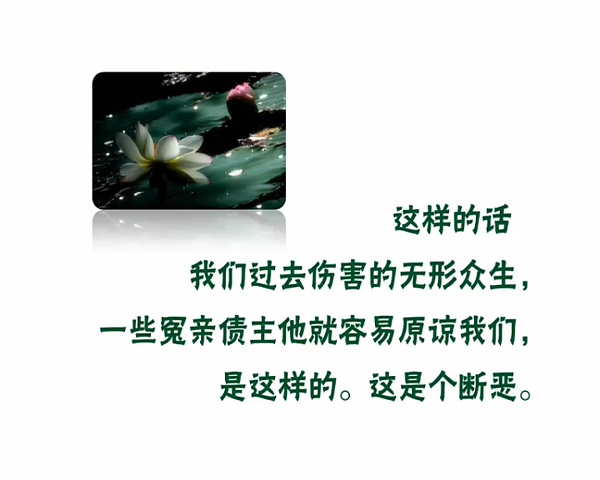 这样的话
我们过去伤害的无形众生，
一些冤亲债主他就容易原谅我们，
是这样的。这是个断恶。